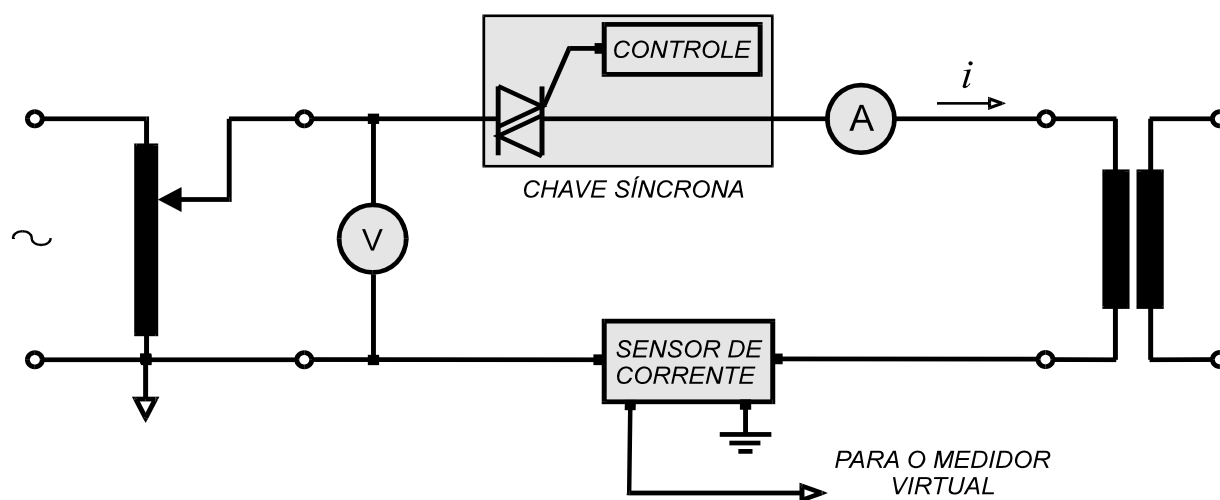 CONTROLE
A
i
CHAVE SÍNCRONA
V
SENSOR DE
CORRENTE
PARA O MEDIDOR
VIRTUAL